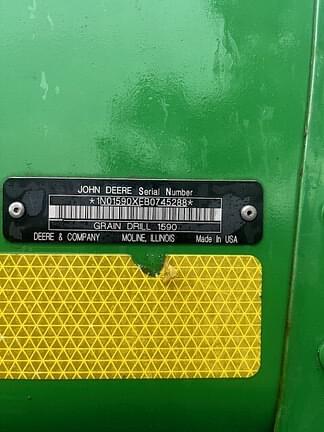 JOHN DEERE Serial Number
*1N01590XEB0745288*
GRAIN DRILL 1590
DEERE & COMPANY MOLINE, ILLINOIS Made In USA